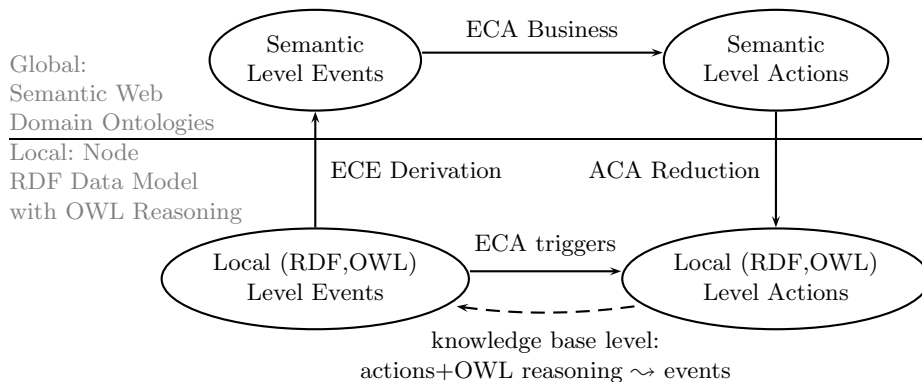 ECA Business
Semantic
Level Events
Semantic
Level Actions
Global:
Semantic Web
Domain Ontologies
Local: Node
RDF Data Model
with OWL Reasoning
ECE Derivation
ACA Reduction
ECA triggers
Local (RDF,OWL)
Level Events
Local (RDF,OWL)
Level Actions
knowledge base level:
actions+OWL reasoning ⤳ events